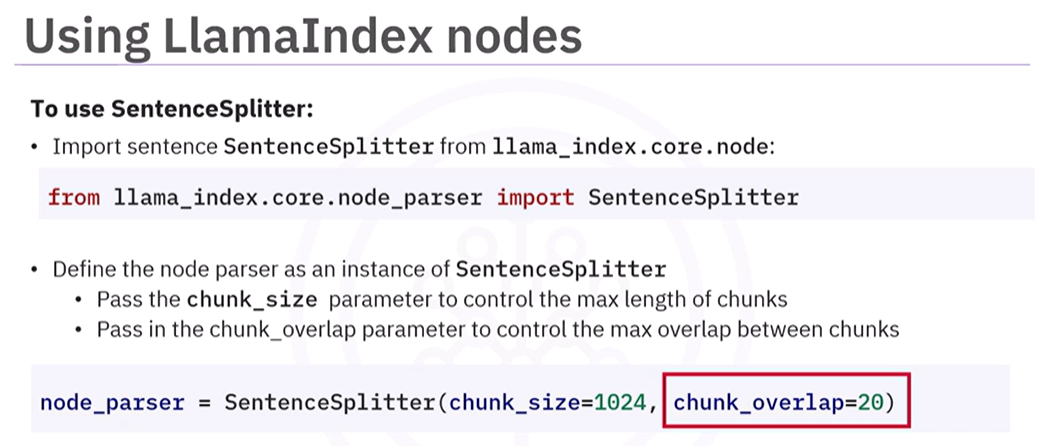 Using LlamaIndex nodes
To use SentenceSplitter:
• Import sentence SentenceSplitter from llama_index.core.node:
from llama_index.core.node_parser import SentenceSplitter
• Define the node parser as an instance of SentenceSplitter
• Pass the chunk_size parameter to control the max length of chunks
• Pass in the chunk_overlap parameter to control the max overlap between chunks
node_parser = SentenceSplitter(chunk_size=1024, chunk_overlap=20)